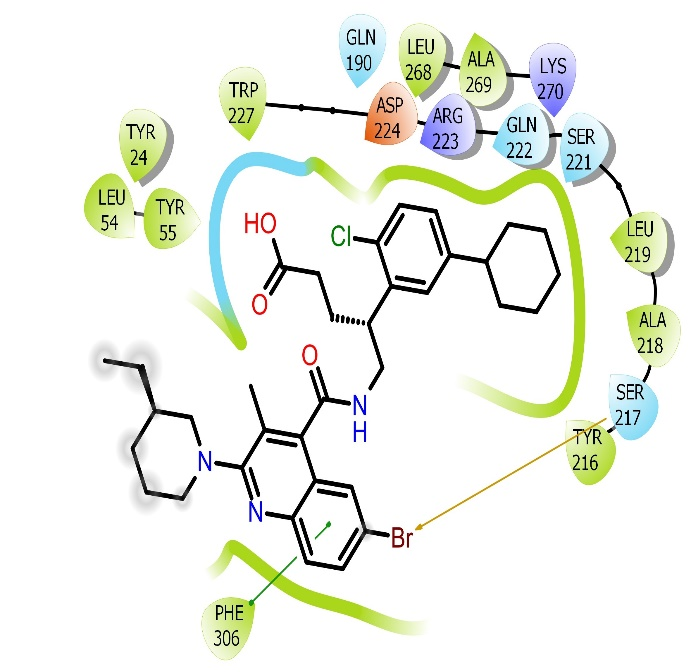 GLN
190
LEU
268
ALA
269
LYS
270
TRP
227
ASP
224
ARG
223
GLN
222
SER
221
TYR
24
LEU
54
TYR
55
HO
Cl
O
LEU
219
ALA
218
O
SER
217
N
H
TYR
216
N
N
Br
PHE
306